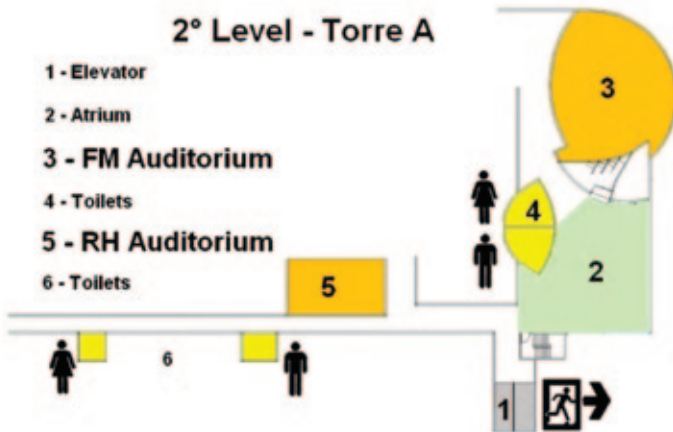 2° Level - Torre A
1 - Elevator
2 - Atrium
3 - FM Auditorium
4 - Toilets
5 - RH Auditorium
6 - Toilets
3
4
5
2
6
1